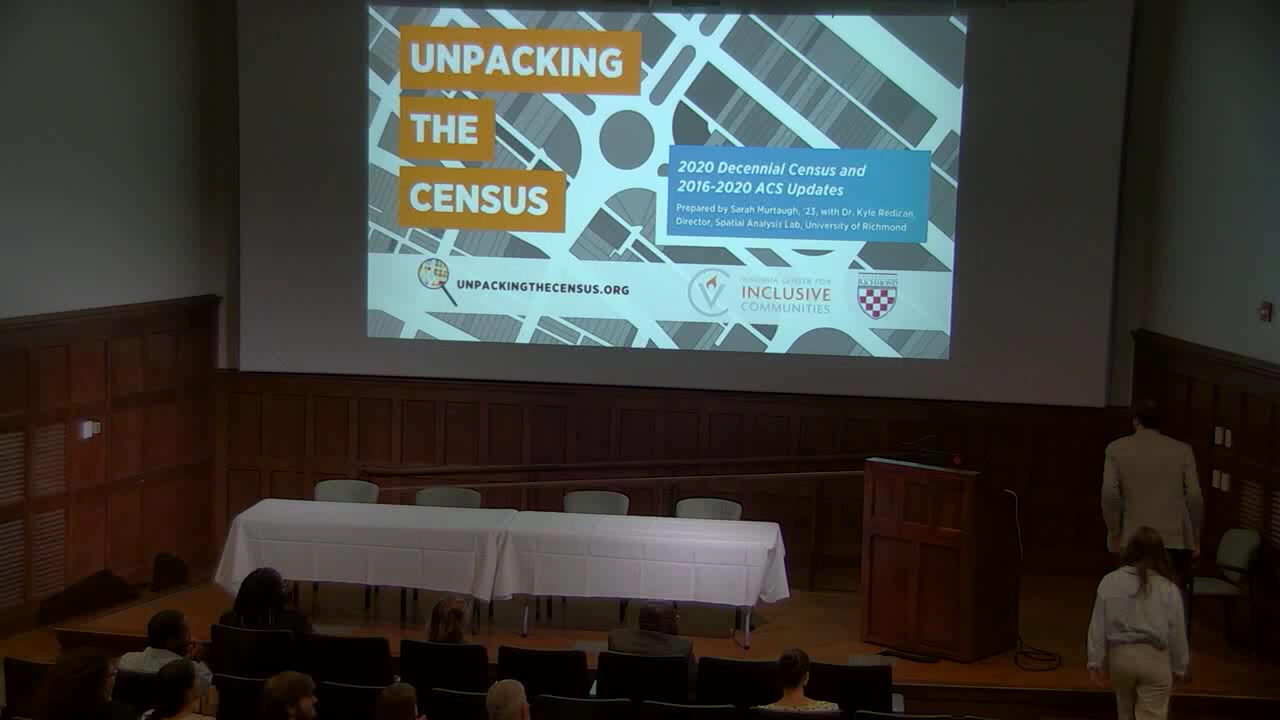 UNPACKING
THE
CENSUS
2020 Decennial Census and
2016-2020 ACS Updates
Prepared by Sarah Murtaugh, '23, with Dr. Kyle Redican,
Director, Spatial Analysis Lab, University of Richmond
UNPACKINGTHECENSUS.ORG
VIRGINIA CENTER FOR
INCLUSIVE
COMMUNITIES
RICHMOND